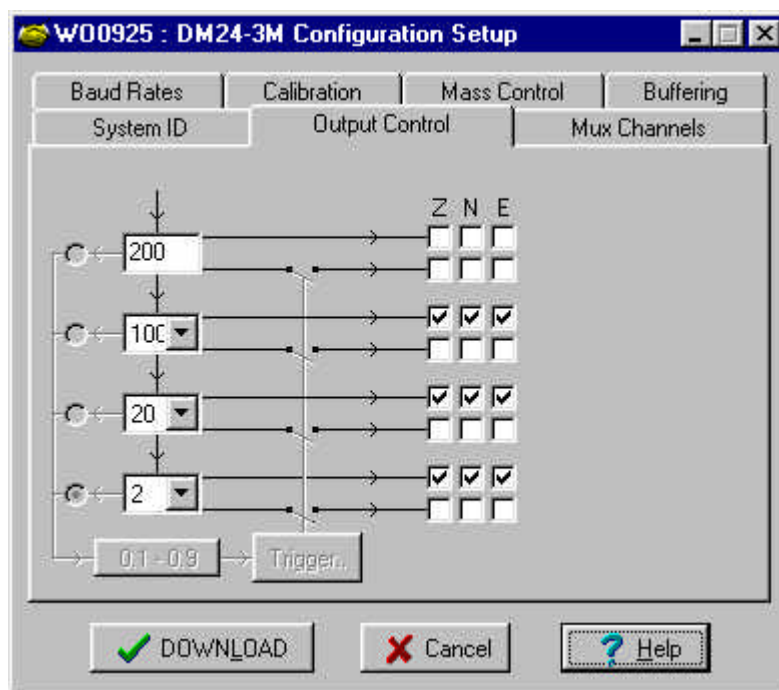 WO0925 : DM24-3M Configuration Setup
Baud Rates Calibration Mass Control Buffering
System ID Output Control Mux Channels
Z N E
200
100
20
2
0.1 - 0.9 Trigger..
DOWNLOAD Cancel Help